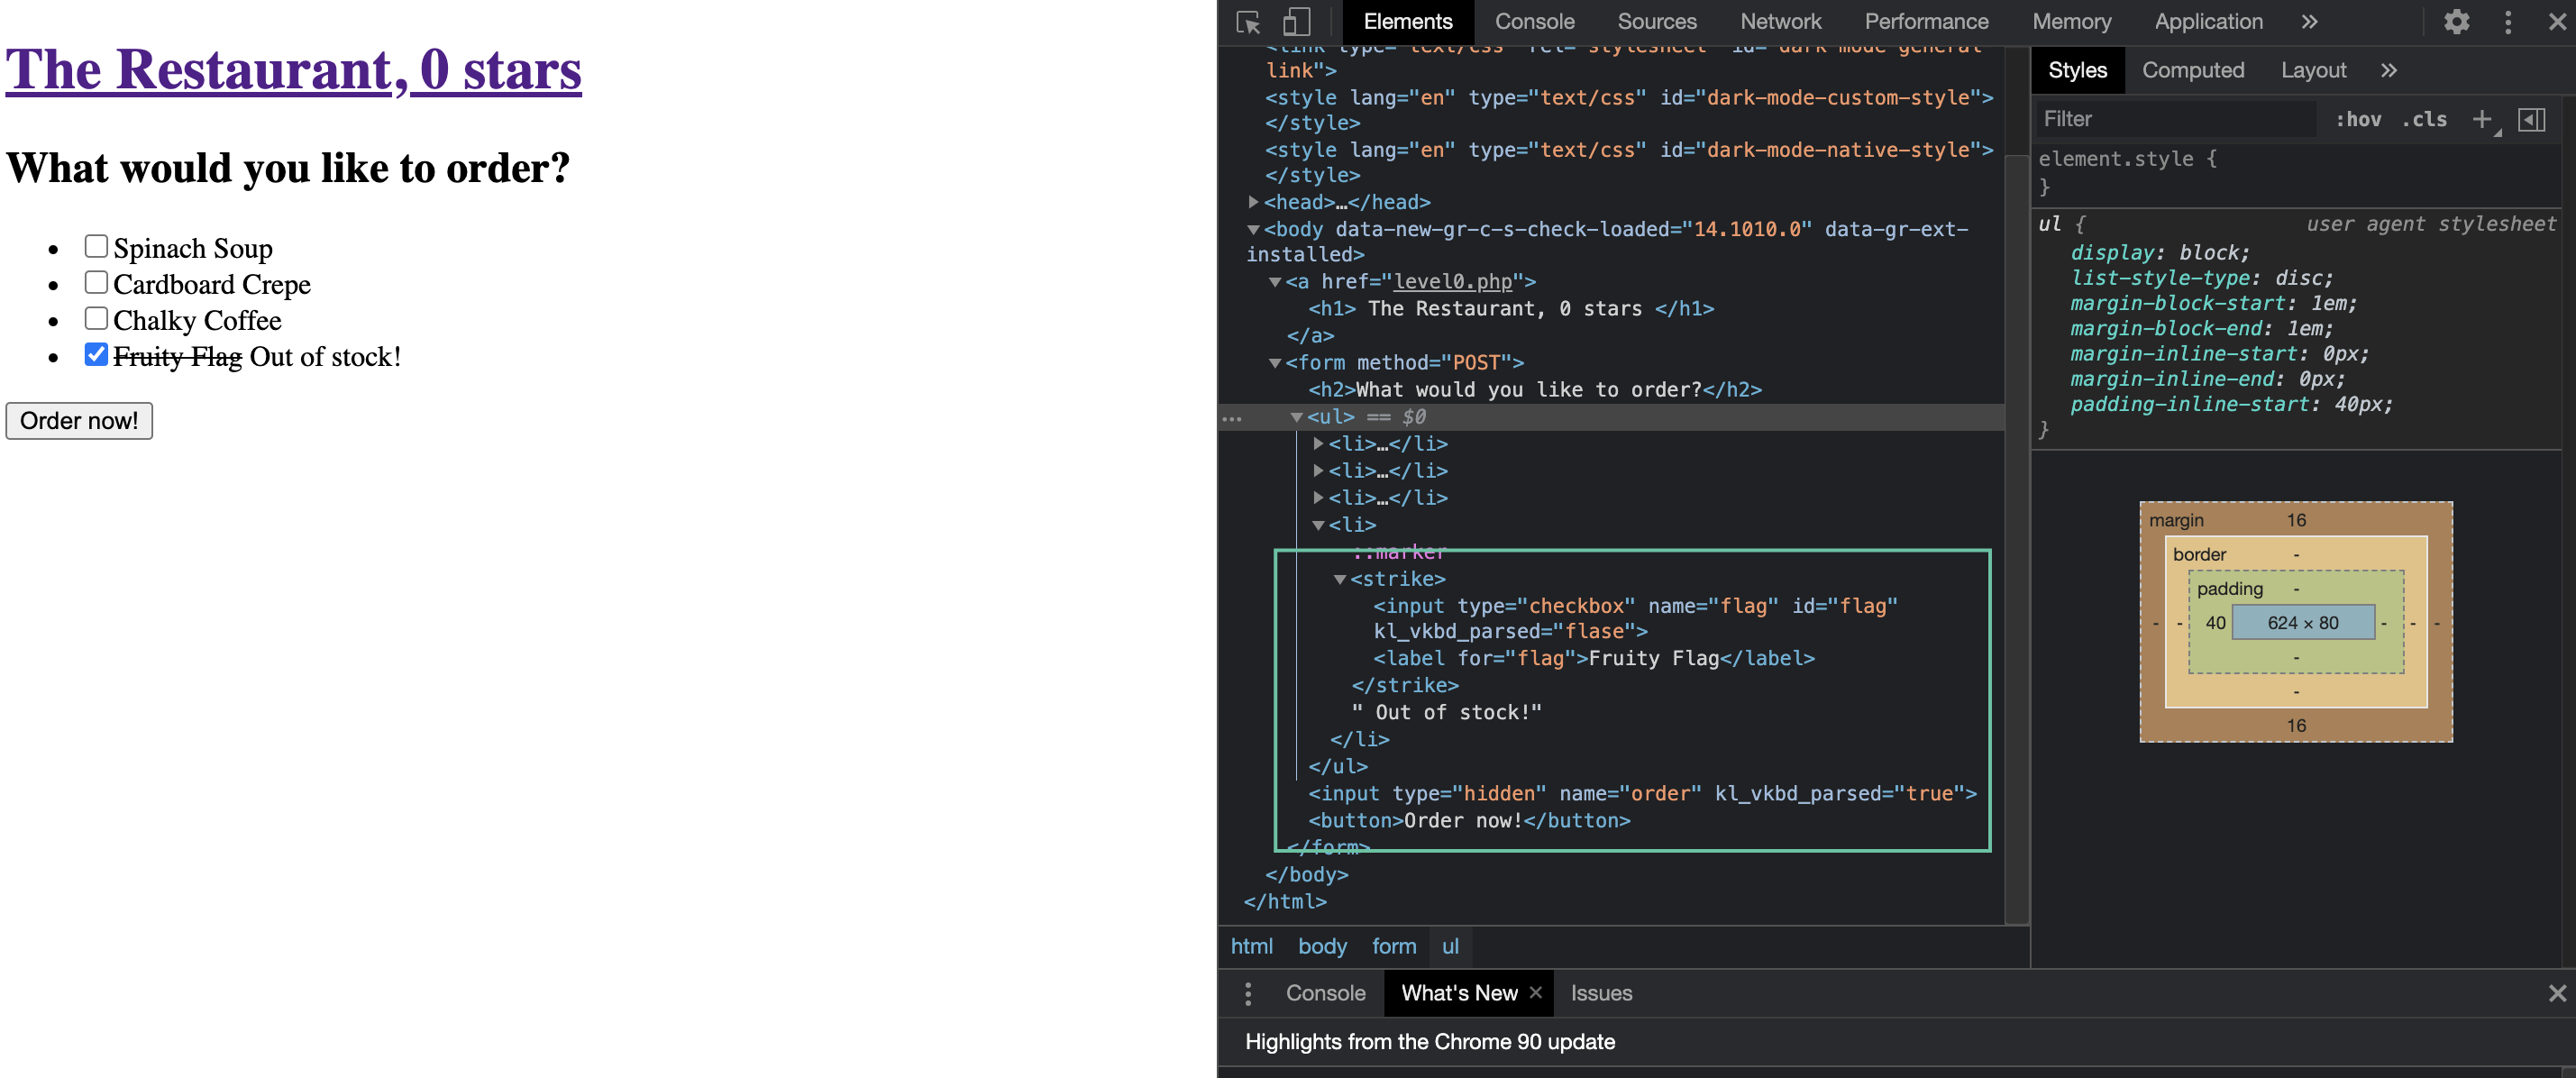 The Restaurant, 0 stars
What would you like to order?
• Spinach Soup
• Cardboard Crepe
• Chalky Coffee
• Fruity Flag Out of stock!
Order now!
Elements Console Sources Network Performance Memory Application »
<link type="text/css" rel="stylesheet" id="dark-mode-general-
link">
<style lang="en" type="text/css" id="dark-mode-custom-style">
</style>
<style lang="en" type="text/css" id="dark-mode-native-style">
</style>
<head>…</head>
<body data-new-gr-c-s-check-loaded="14.1010.0" data-gr-ext-
installed>
<a href="level0.php">
<h1> The Restaurant, 0 stars </h1>
</a>
<form method="POST">
<h2>What would you like to order?</h2>
… <ul> == $0
<li>…</li>
<li>…</li>
<li>…</li>
<li>
::marker
<strike>
<input type="checkbox" name="flag" id="flag"
kl_vkbd_parsed="flase">
<label for="flag">Fruity Flag</label>
</strike>
" Out of stock!"
</li>
</ul>
<input type="hidden" name="order" kl_vkbd_parsed="true">
<button>Order now!</button>
</form>
</body>
</html>
html body form ul
Styles Computed Layout »
Filter :hov .cls +
element.style {
}
ul { user agent stylesheet
display: block;
list-style-type: disc;
margin-block-start: 1em;
margin-block-end: 1em;
margin-inline-start: 0px;
margin-inline-end: 0px;
padding-inline-start: 40px;
}
margin 16
border -
padding -
- - 40 624 × 80 - - -
-
-
16
Console What's New × Issues
Highlights from the Chrome 90 update